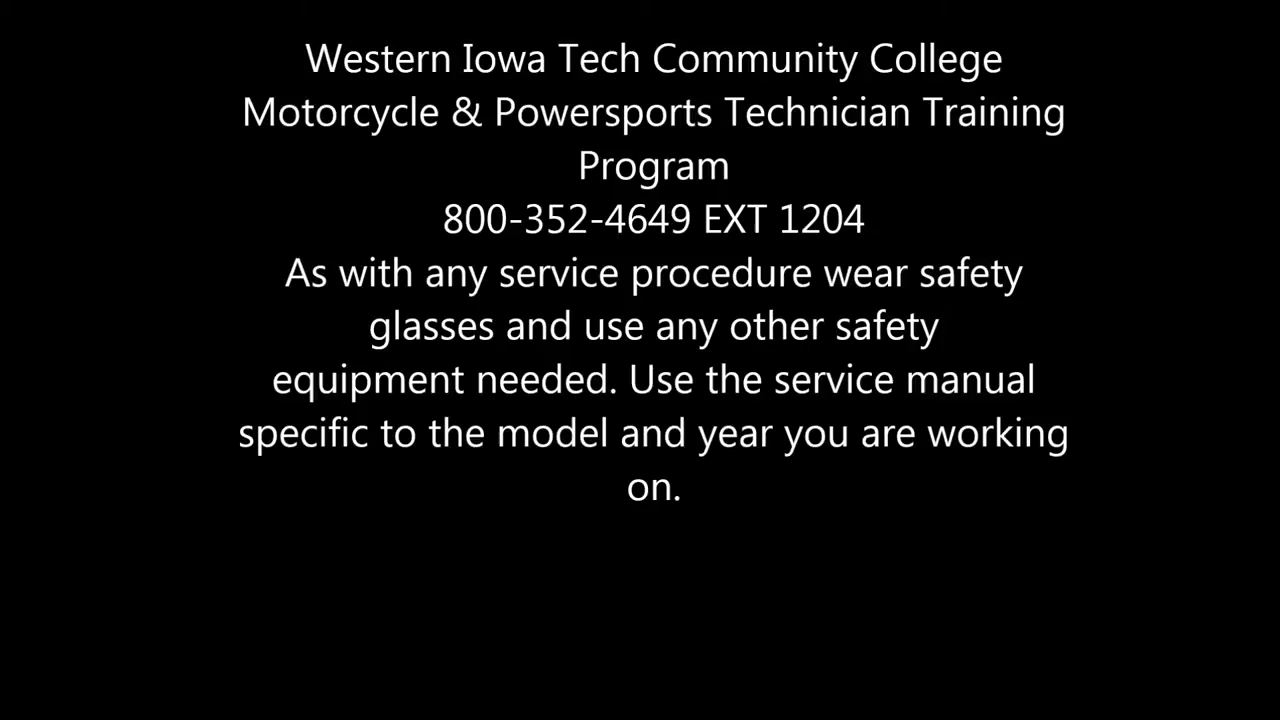 Western Iowa Tech Community College
Motorcycle & Powersports Technician Training
Program
800-352-4649 EXT 1204
As with any service procedure wear safety
glasses and use any other safety
equipment needed. Use the service manual
specific to the model and year you are working
on.